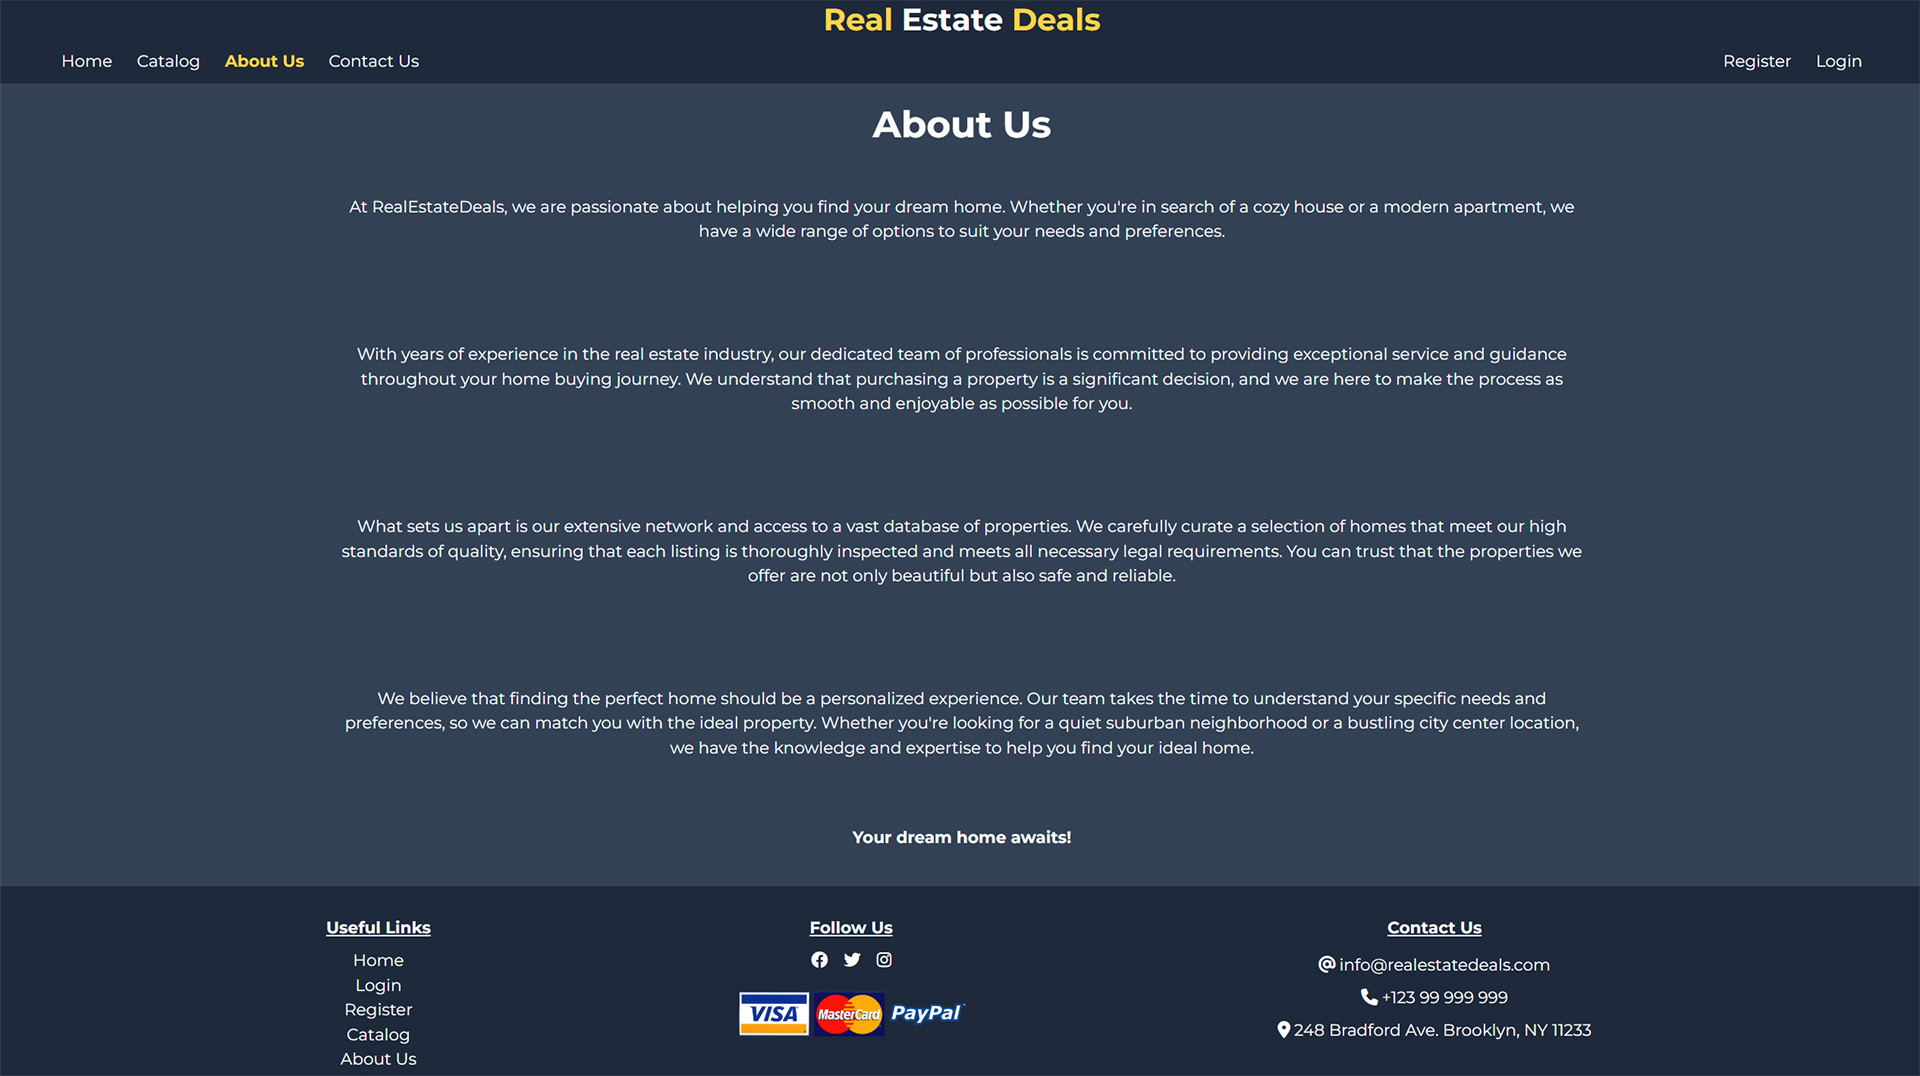 Real Estate Deals
Home Catalog About Us Contact Us Register Login
About Us
At RealEstateDeals, we are passionate about helping you find your dream home. Whether you're in search of a cozy house or a modern apartment, we
have a wide range of options to suit your needs and preferences.
With years of experience in the real estate industry, our dedicated team of professionals is committed to providing exceptional service and guidance
throughout your home buying journey. We understand that purchasing a property is a significant decision, and we are here to make the process as
smooth and enjoyable as possible for you.
What sets us apart is our extensive network and access to a vast database of properties. We carefully curate a selection of homes that meet our high
standards of quality, ensuring that each listing is thoroughly inspected and meets all necessary legal requirements. You can trust that the properties we
offer are not only beautiful but also safe and reliable.
We believe that finding the perfect home should be a personalized experience. Our team takes the time to understand your specific needs and
preferences, so we can match you with the ideal property. Whether you're looking for a quiet suburban neighborhood or a bustling city center location,
we have the knowledge and expertise to help you find your ideal home.
Your dream home awaits!
Useful Links
Home
Login
Register
Catalog
About Us
Follow Us
VISA MasterCard PayPal
Contact Us
info@realestatedeals.com
+123 99 999 999
248 Bradford Ave. Brooklyn, NY 11233